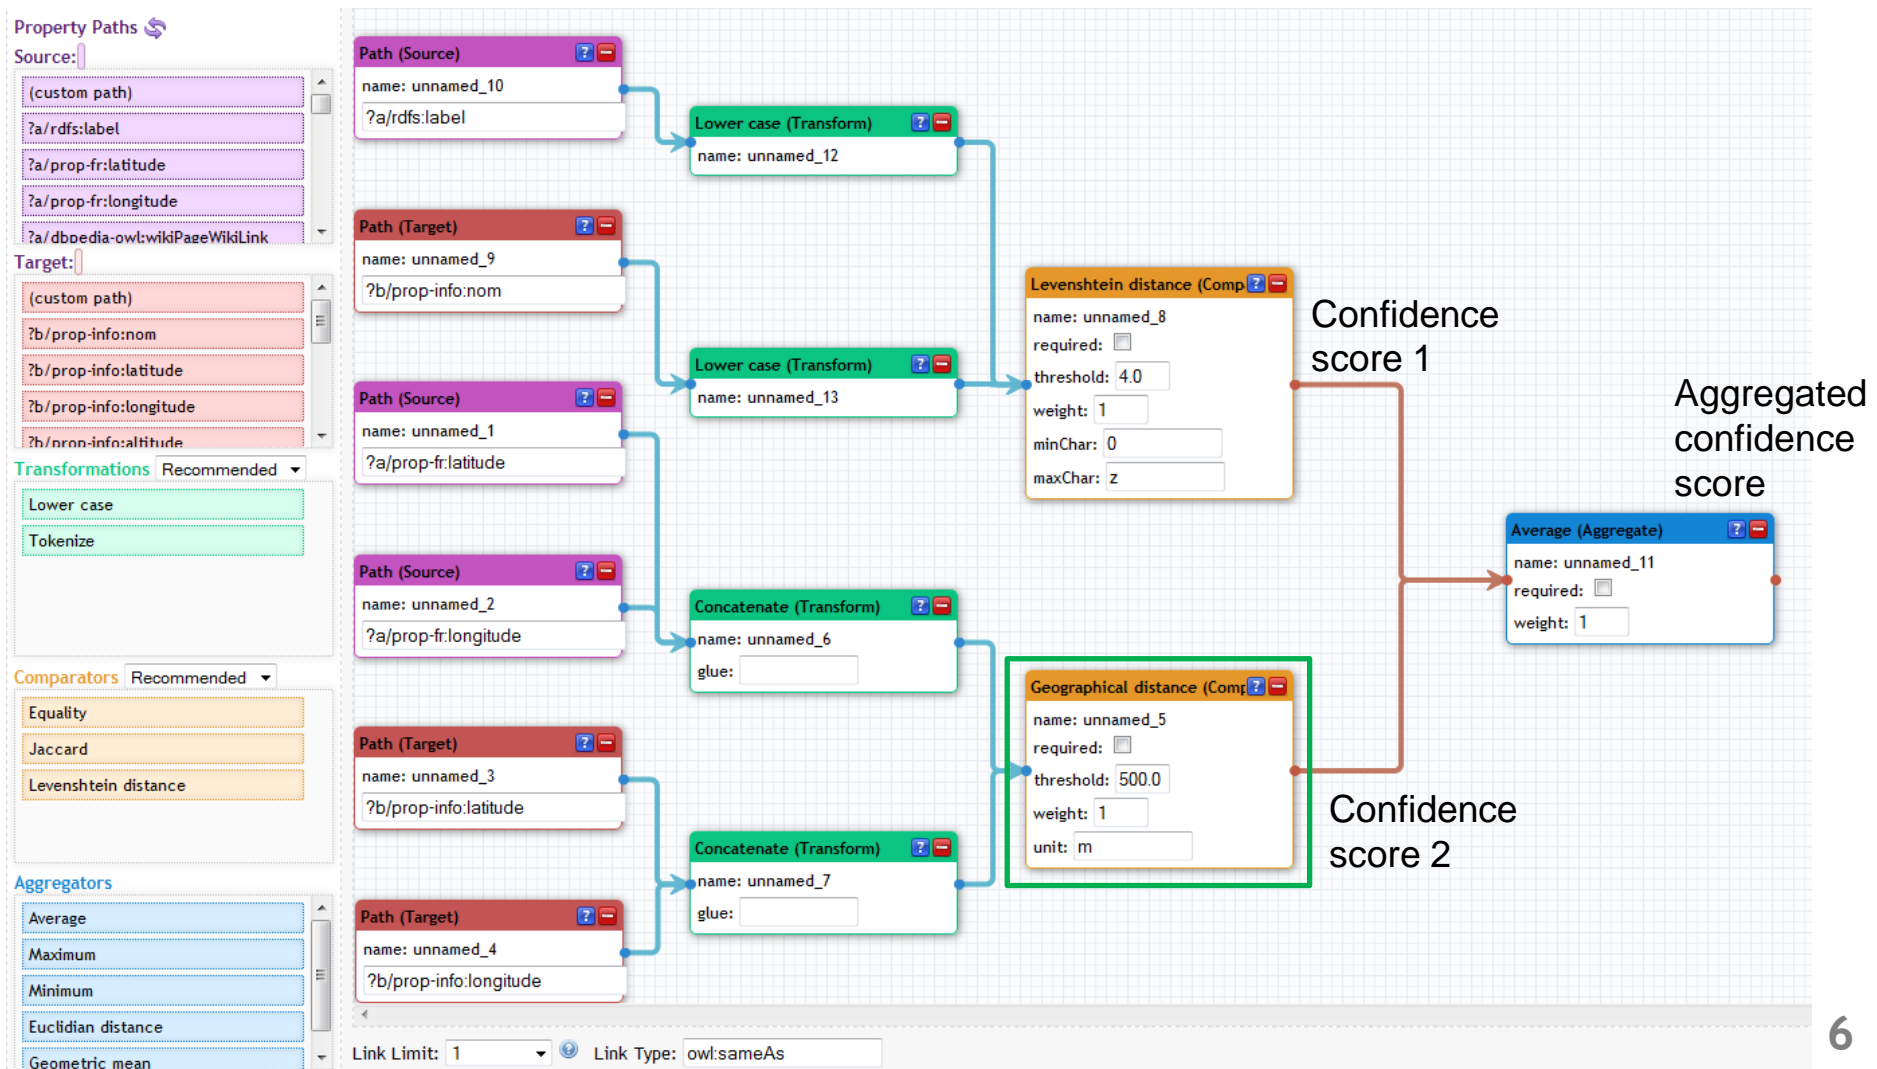 Property Paths
Source:
(custom path)
?a/rdfs:label
?a/prop-fr:latitude
?a/prop-fr:longitude
?a/dbpedia-owl:wikiPageWikiLink
Target:
(custom path)
?b/prop-info:nom
?b/prop-info:latitude
?b/prop-info:longitude
?b/prop-info:altitude
Transformations Recommended
Lower case
Tokenize
Comparators Recommended
Equality
Jaccard
Levenshtein distance
Aggregators
Average
Maximum
Minimum
Euclidian distance
Geometric mean
Path (Source)
name: unnamed_10
?a/rdfs:label
Path (Target)
name: unnamed_9
?b/prop-info:nom
Path (Source)
name: unnamed_1
?a/prop-fr:latitude
Path (Source)
name: unnamed_2
?a/prop-fr:longitude
Path (Target)
name: unnamed_3
?b/prop-info:latitude
Path (Target)
name: unnamed_4
?b/prop-info:longitude
Lower case (Transform)
name: unnamed_12
Lower case (Transform)
name: unnamed_13
Concatenate (Transform)
name: unnamed_6
glue:
Concatenate (Transform)
name: unnamed_7
glue:
Levenshtein distance (Comp
name: unnamed_8
required:
threshold: 4.0
weight: 1
minChar: 0
maxChar: z
Confidence
score 1
Geographical distance (Comp
name: unnamed_5
required:
threshold: 500.0
weight: 1
unit: m
Confidence
score 2
Aggregated
confidence
score
Average (Aggregate)
name: unnamed_11
required:
weight: 1
Link Limit: 1 Link Type: owl:sameAs
6